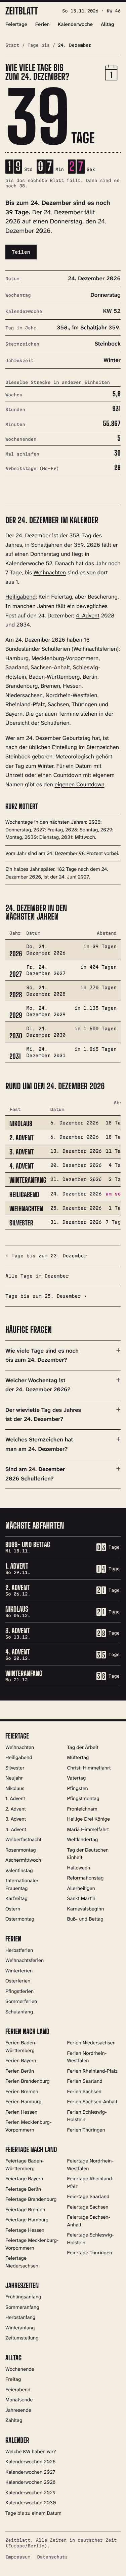 ZEITBLATT
So 15.11.2026 · KW 46
Feiertage Ferien Kalenderwoche Alltag
Start / Tage bis / 24. Dezember
WIE VIELE TAGE BIS
ZUM 24. DEZEMBER?
1
39 TAGE
19 Std 07 Min 27 Sek
bis das nächste Blatt fällt. Dann sind es
noch 38.
Bis zum 24. Dezember sind es noch
39 Tage. Der 24. Dezember fällt
2026 auf einen Donnerstag, den 24.
Dezember 2026.
Teilen
Datum 24. Dezember 2026
Wochentag Donnerstag
Kalenderwoche KW 52
Tag im Jahr 358., im Schaltjahr 359.
Sternzeichen Steinbock
Jahreszeit Winter
Dieselbe Strecke in anderen Einheiten
Wochen 5,6
Stunden 931
Minuten 55.867
Wochenenden 5
Mal schlafen 39
Arbeitstage (Mo–Fr) 28
DER 24. DEZEMBER IM KALENDER
Der 24. Dezember ist der 358. Tag des
Jahres, in Schaltjahren der 359. 2026 fällt er
auf einen Donnerstag und liegt in
Kalenderwoche 52. Danach hat das Jahr noch
7 Tage, bis Weihnachten sind es von dort
aus 1.
Heiligabend: Kein Feiertag, aber Bescherung.
In manchen Jahren fällt ein bewegliches
Fest auf den 24. Dezember: 4. Advent 2028
und 2034.
Am 24. Dezember 2026 haben 16
Bundesländer Schulferien (Weihnachtsferien):
Hamburg, Mecklenburg-Vorpommern,
Saarland, Sachsen-Anhalt, Schleswig-
Holstein, Baden-Württemberg, Berlin,
Brandenburg, Bremen, Hessen,
Niedersachsen, Nordrhein-Westfalen,
Rheinland-Pfalz, Sachsen, Thüringen und
Bayern. Die genauen Termine stehen in der
Übersicht der Schulferien.
Wer am 24. Dezember Geburtstag hat, ist
nach der üblichen Einteilung im Sternzeichen
Steinbock geboren. Meteorologisch gehört
der Tag zum Winter. Für ein Datum mit
Uhrzeit oder einen Countdown mit eigenem
Namen gibt es den eigenen Countdown.
KURZ NOTIERT
Wochentage in den nächsten Jahren: 2026:
Donnerstag, 2027: Freitag, 2028: Sonntag, 2029:
Montag, 2030: Dienstag, 2031: Mittwoch.
Vom Jahr sind am 24. Dezember 98 Prozent vorbei.
Ein halbes Jahr später, 182 Tage nach dem 24.
Dezember 2026, ist der 24. Juni 2027.
24. DEZEMBER IN DEN
NÄCHSTEN JAHREN
Jahr Datum Abstand
2026 Do, 24. Dezember 2026 in 39 Tagen
2027 Fr, 24. Dezember 2027 in 404 Tagen
2028 So, 24. Dezember 2028 in 770 Tagen
2029 Mo, 24. Dezember 2029 in 1.135 Tagen
2030 Di, 24. Dezember 2030 in 1.500 Tagen
2031 Mi, 24. Dezember 2031 in 1.865 Tagen
RUND UM DEN 24. DEZEMBER 2026
Fest Datum
NIKOLAUS 6. Dezember 2026 18 Ta
2. ADVENT 6. Dezember 2026 18 Ta
3. ADVENT 13. Dezember 2026 11 Ta
4. ADVENT 20. Dezember 2026 4 Ta
WINTERANFANG 21. Dezember 2026 3 Ta
HEILIGABEND 24. Dezember 2026 am se
WEIHNACHTEN 25. Dezember 2026 1 Ta
SILVESTER 31. Dezember 2026 7 Tag
‹ Tage bis zum 23. Dezember
Alle Tage im Dezember
Tage bis zum 25. Dezember ›
HÄUFIGE FRAGEN
Wie viele Tage sind es noch
bis zum 24. Dezember? +
Welcher Wochentag ist
der 24. Dezember 2026? +
Der wievielte Tag des Jahres
ist der 24. Dezember? +
Welches Sternzeichen hat
man am 24. Dezember? +
Sind am 24. Dezember
2026 Schulferien? +
NÄCHSTE ABFAHRTEN
BUSS- UND BETTAG
Mi 18.11. 03 Tage
1. ADVENT
So 29.11. 14 Tage
2. ADVENT
So 06.12. 21 Tage
NIKOLAUS
So 06.12. 21 Tage
3. ADVENT
So 13.12. 28 Tage
4. ADVENT
So 20.12. 35 Tage
WINTERANFANG
Mo 21.12. 36 Tage
FEIERTAGE
Weihnachten
Heiligabend
Silvester
Neujahr
Nikolaus
1. Advent
2. Advent
3. Advent
4. Advent
Weiberfastnacht
Rosenmontag
Aschermittwoch
Valentinstag
Internationaler
Frauentag
Karfreitag
Ostern
Ostermontag
Tag der Arbeit
Muttertag
Christi Himmelfahrt
Vatertag
Pfingsten
Pfingstmontag
Fronleichnam
Heilige Drei Könige
Mariä Himmelfahrt
Weltkindertag
Tag der Deutschen
Einheit
Halloween
Reformationstag
Allerheiligen
Sankt Martin
Karnevalsbeginn
Buß- und Bettag
FERIEN
Herbstferien
Weihnachtsferien
Winterferien
Osterferien
Pfingstferien
Sommerferien
Schulanfang
FERIEN NACH LAND
Ferien Baden-
Württemberg
Ferien Bayern
Ferien Berlin
Ferien Brandenburg
Ferien Bremen
Ferien Hamburg
Ferien Hessen
Ferien Mecklenburg-
Vorpommern
Ferien Niedersachsen
Ferien Nordrhein-
Westfalen
Ferien Rheinland-Pfalz
Ferien Saarland
Ferien Sachsen
Ferien Sachsen-Anhalt
Ferien Schleswig-
Holstein
Ferien Thüringen
FEIERTAGE NACH LAND
Feiertage Baden-
Württemberg
Feiertage Bayern
Feiertage Berlin
Feiertage Brandenburg
Feiertage Bremen
Feiertage Hamburg
Feiertage Hessen
Feiertage Mecklenburg-
Vorpommern
Feiertage
Niedersachsen
Feiertage Nordrhein-
Westfalen
Feiertage Rheinland-
Pfalz
Feiertage Saarland
Feiertage Sachsen
Feiertage Sachsen-
Anhalt
Feiertage Schleswig-
Holstein
Feiertage Thüringen
JAHRESZEITEN
Frühlingsanfang
Sommeranfang
Herbstanfang
Winteranfang
Zeitumstellung
ALLTAG
Wochenende
Freitag
Feierabend
Monatsende
Jahresende
Zahltag
KALENDER
Welche KW haben wir?
Kalenderwochen 2026
Kalenderwochen 2027
Kalenderwochen 2028
Kalenderwochen 2029
Kalenderwochen 2030
Tage bis zu einem Datum
Zeitblatt. Alle Zeiten in deutscher Zeit
(Europe/Berlin).
Impressum Datenschutz